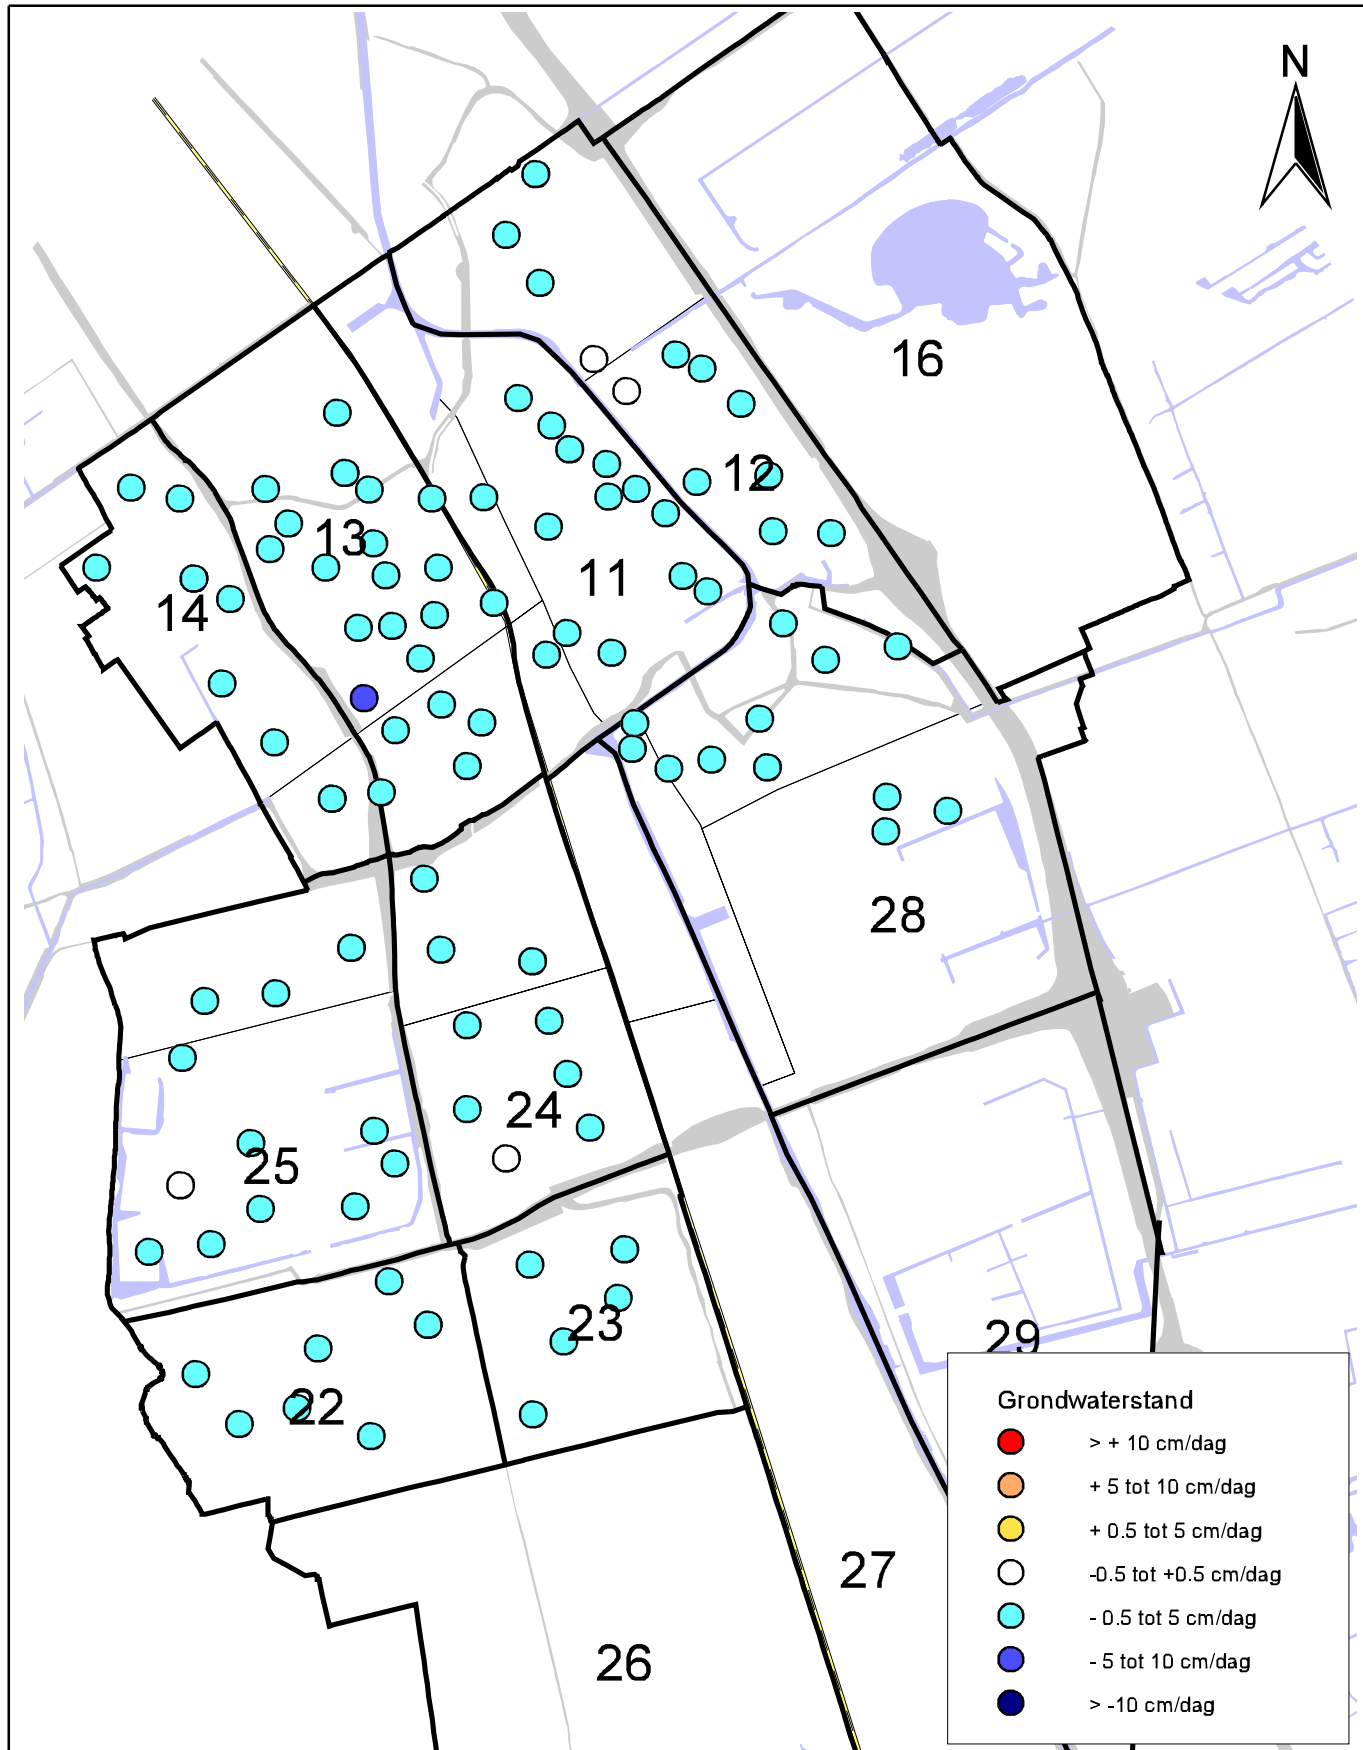 N
16
12
13
11
14
28
24
25
23
29
22
27
26
Grondwaterstand
> + 10 cm/dag
+ 5 tot 10 cm/dag
+ 0.5 tot 5 cm/dag
-0.5 tot +0.5 cm/dag
- 0.5 tot 5 cm/dag
- 5 tot 10 cm/dag
> -10 cm/dag